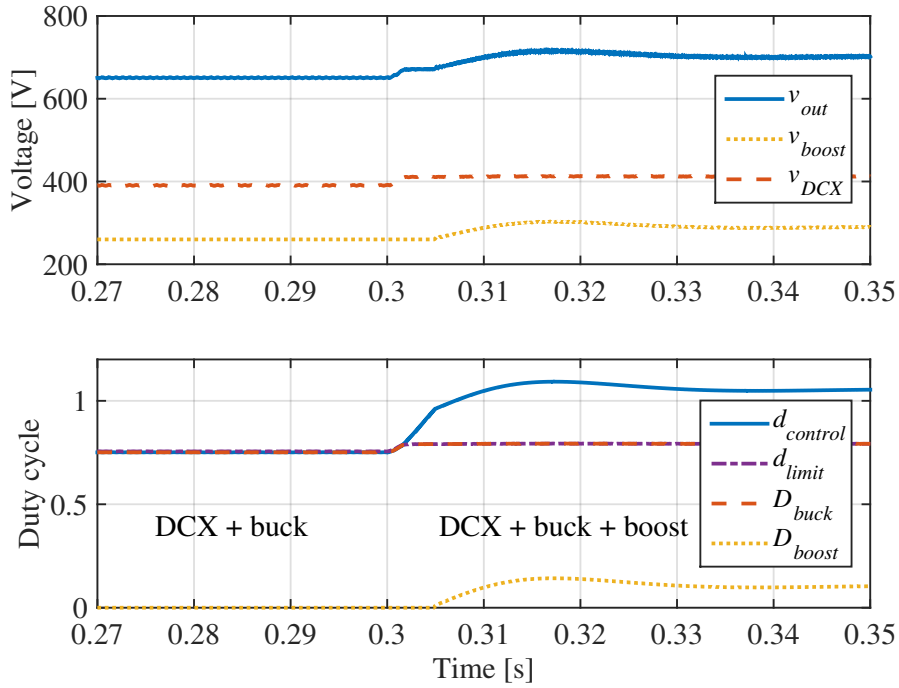 800
600
400
200
Voltage [V]
v_out
v_boost
v_DCX
0.27 0.28 0.29 0.3 0.31 0.32 0.33 0.34 0.35
1
0.5
0
Duty cycle
d_control
d_limit
D_buck
D_boost
DCX + buck
DCX + buck + boost
0.27 0.28 0.29 0.3 0.31 0.32 0.33 0.34 0.35
Time [s]